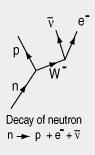 ν̅ e⁻
p
W⁻
n
Decay of neutron
n → p + e⁻ + ν̅